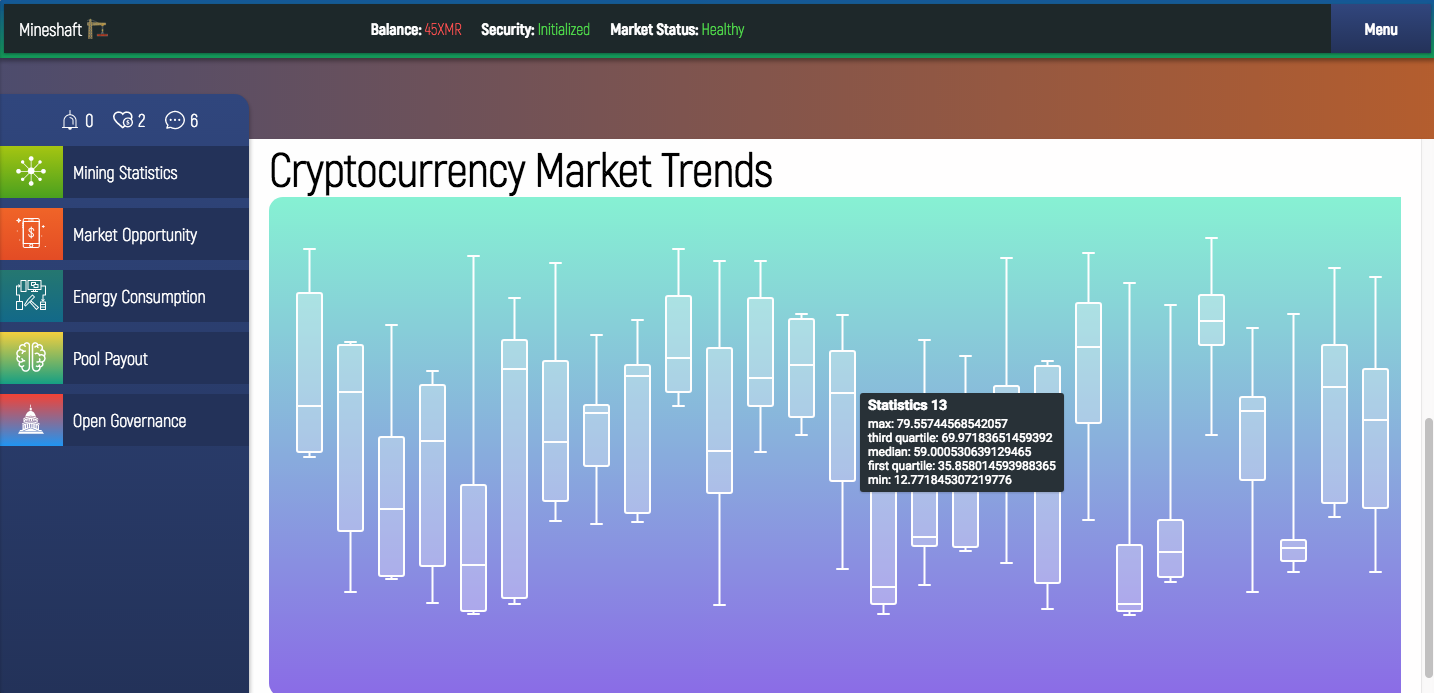 Mineshaft
Balance: 45XMR Security: Initialized Market Status: Healthy
Menu
0 2 6
Mining Statistics
Market Opportunity
Energy Consumption
Pool Payout
Open Governance
Cryptocurrency Market Trends
Statistics 13
max: 79.55744568542057
third quartile: 69.97183651459392
median: 59.000530639129465
first quartile: 35.858014593988365
min: 12.771845307219776